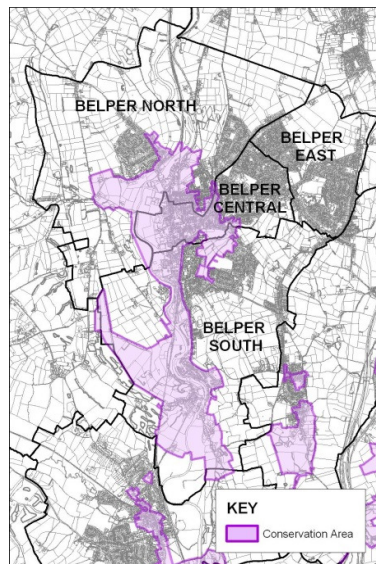 BELPER NORTH
BELPER
EAST
BELPER
CENTRAL
BELPER
SOUTH
KEY
Conservation Area